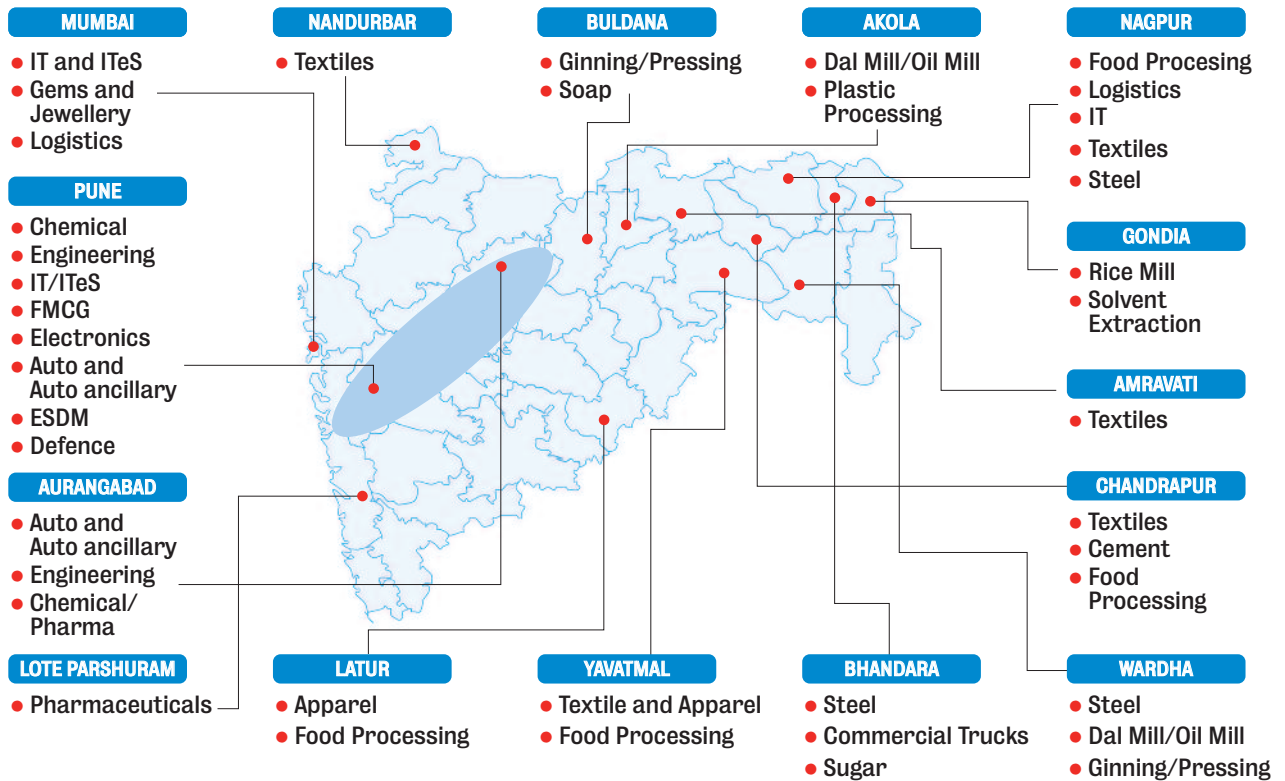 MUMBAI
IT and ITeS
Gems and
Jewellery
Logistics
NANDURBAR
Textiles
BULDANA
Ginning/Pressing
Soap
AKOLA
Dal Mill/Oil Mill
Plastic
Processing
NAGPUR
Food Procesing
Logistics
IT
Textiles
Steel
PUNE
Chemical
Engineering
IT/ITeS
FMCG
Electronics
Auto and
Auto ancillary
ESDM
Defence
GONDIA
Rice Mill
Solvent
Extraction
AMRAVATI
Textiles
AURANGABAD
Auto and
Auto ancillary
Engineering
Chemical/
Pharma
CHANDRAPUR
Textiles
Cement
Food
Processing
LOTE PARSHURAM
Pharmaceuticals
LATUR
Apparel
Food Processing
YAVATMAL
Textile and Apparel
Food Processing
BHANDARA
Steel
Commercial Trucks
Sugar
WARDHA
Steel
Dal Mill/Oil Mill
Ginning/Pressing